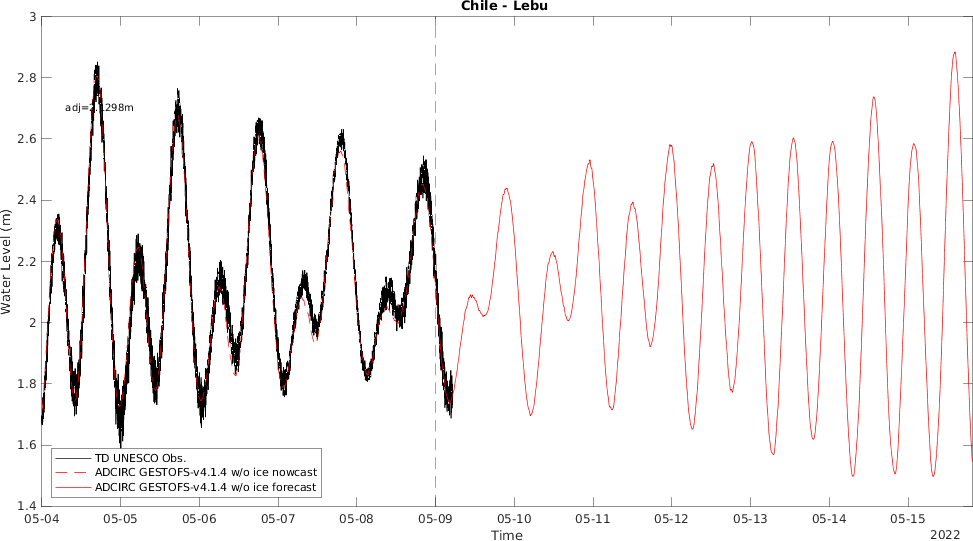 Chile - Lebu
3
2.8
2.6
2.4
2.2
2
1.8
1.6
1.4
Water Level (m)
TD UNESCO Obs.
ADCIRC GESTOFS-v4.1.4 w/o ice nowcast
ADCIRC GESTOFS-v4.1.4 w/o ice forecast
05-04 05-05 05-06 05-07 05-08 05-09 05-10 05-11 05-12 05-13 05-14 05-15
Time
2022